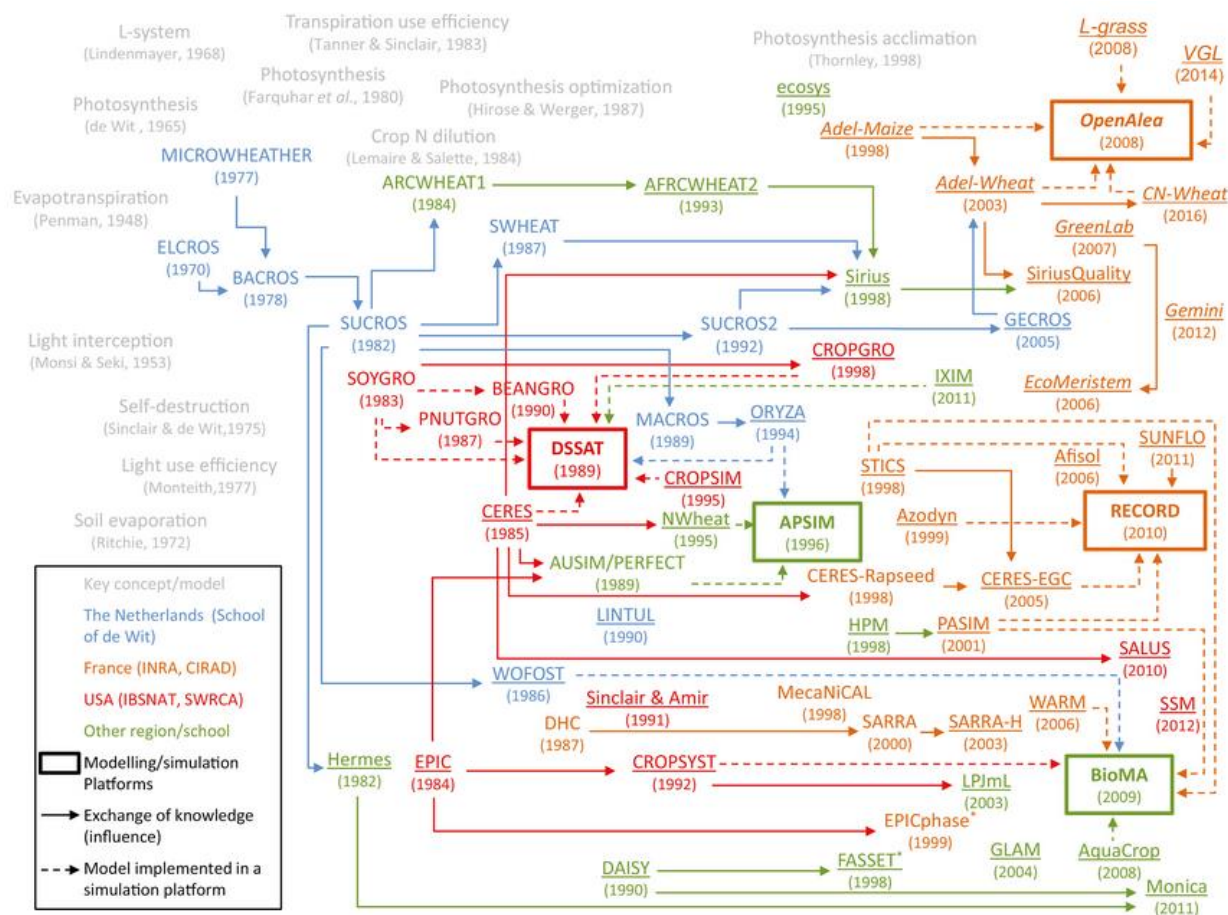 L-system
(Lindenmayer, 1968)
Transpiration use efficiency
(Tanner & Sinclair, 1983)
Photosynthesis
(Farquhar et al., 1980)
Photosynthesis
(de Wit , 1965)
Photosynthesis optimization
(Hirose & Werger, 1987)
Photosynthesis acclimation
(Thornley, 1998)
Crop N dilution
(Lemaire & Salette, 1984)
ecosys
(1995)
L-grass
(2008)
VGL
(2014)
OpenAlea
(2008)
Adel-Maize
(1998)
MICROWHEATHER
(1977)
Evapotranspiration
(Penman, 1948)
ARCWHEAT1
(1984)
AFRCWHEAT2
(1993)
Adel-Wheat
(2003)
CN-Wheat
(2016)
GreenLab
(2007)
ELCROS
(1970)
BACROS
(1978)
SWHEAT
(1987)
Sirius
(1998)
SiriusQuality
(2006)
Gemini
(2012)
SUCROS
(1982)
SUCROS2
(1992)
GECROS
(2005)
Light interception
(Monsi & Seki, 1953)
CROPGRO
(1998)
SOYGRO
(1983)
BEANGRO
(1990)
IXIM
(2011)
EcoMeristem
(2006)
Self-destruction
(Sinclair & de Wit,1975)
PNUTGRO
(1987)
MACROS
(1989)
ORYZA
(1994)
DSSAT
(1989)
Light use efficiency
(Monteith,1977)
CROPSIM
(1995)
STICS
(1998)
Afisol
(2006)
SUNFLO
(2011)
Soil evaporation
(Ritchie, 1972)
CERES
(1985)
NWheat
(1995)
APSIM
(1996)
Azodyn
(1999)
RECORD
(2010)
AUSIM/PERFECT
(1989)
CERES-Rapseed
(1998)
CERES-EGC
(2005)
LINTUL
(1990)
HPM
(1998)
PASIM
(2001)
SALUS
(2010)
WOFOST
(1986)
Sinclair & Amir
(1991)
MecaNiCAL
(1998)
WARM
(2006)
SSM
(2012)
DHC
(1987)
SARRA
(2000)
SARRA-H
(2003)
Hermes
(1982)
EPIC
(1984)
CROPSYST
(1992)
LPJmL
(2003)
BioMA
(2009)
EPICphase*
(1999)
DAISY
(1990)
FASSET*
(1998)
GLAM
(2004)
AquaCrop
(2008)
Monica
(2011)
Key concept/model
The Netherlands (School
of de Wit)
France (INRA, CIRAD)
USA (IBSNAT, SWRCA)
Other region/school
Modelling/simulation
Platforms
Exchange of knowledge
(influence)
Model implemented in a
simulation platform